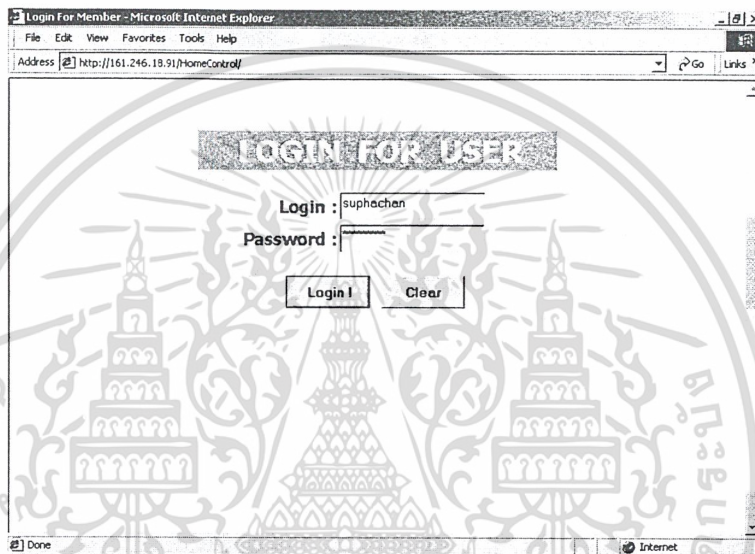 Login For Member - Microsoft Internet Explorer
File Edit View Favorites Tools Help
Address http://161.246.18.91/HomeControl/ Go Links
LOGIN FOR USER
Login : suphachan
Password :
Login ! Clear
Done Internet